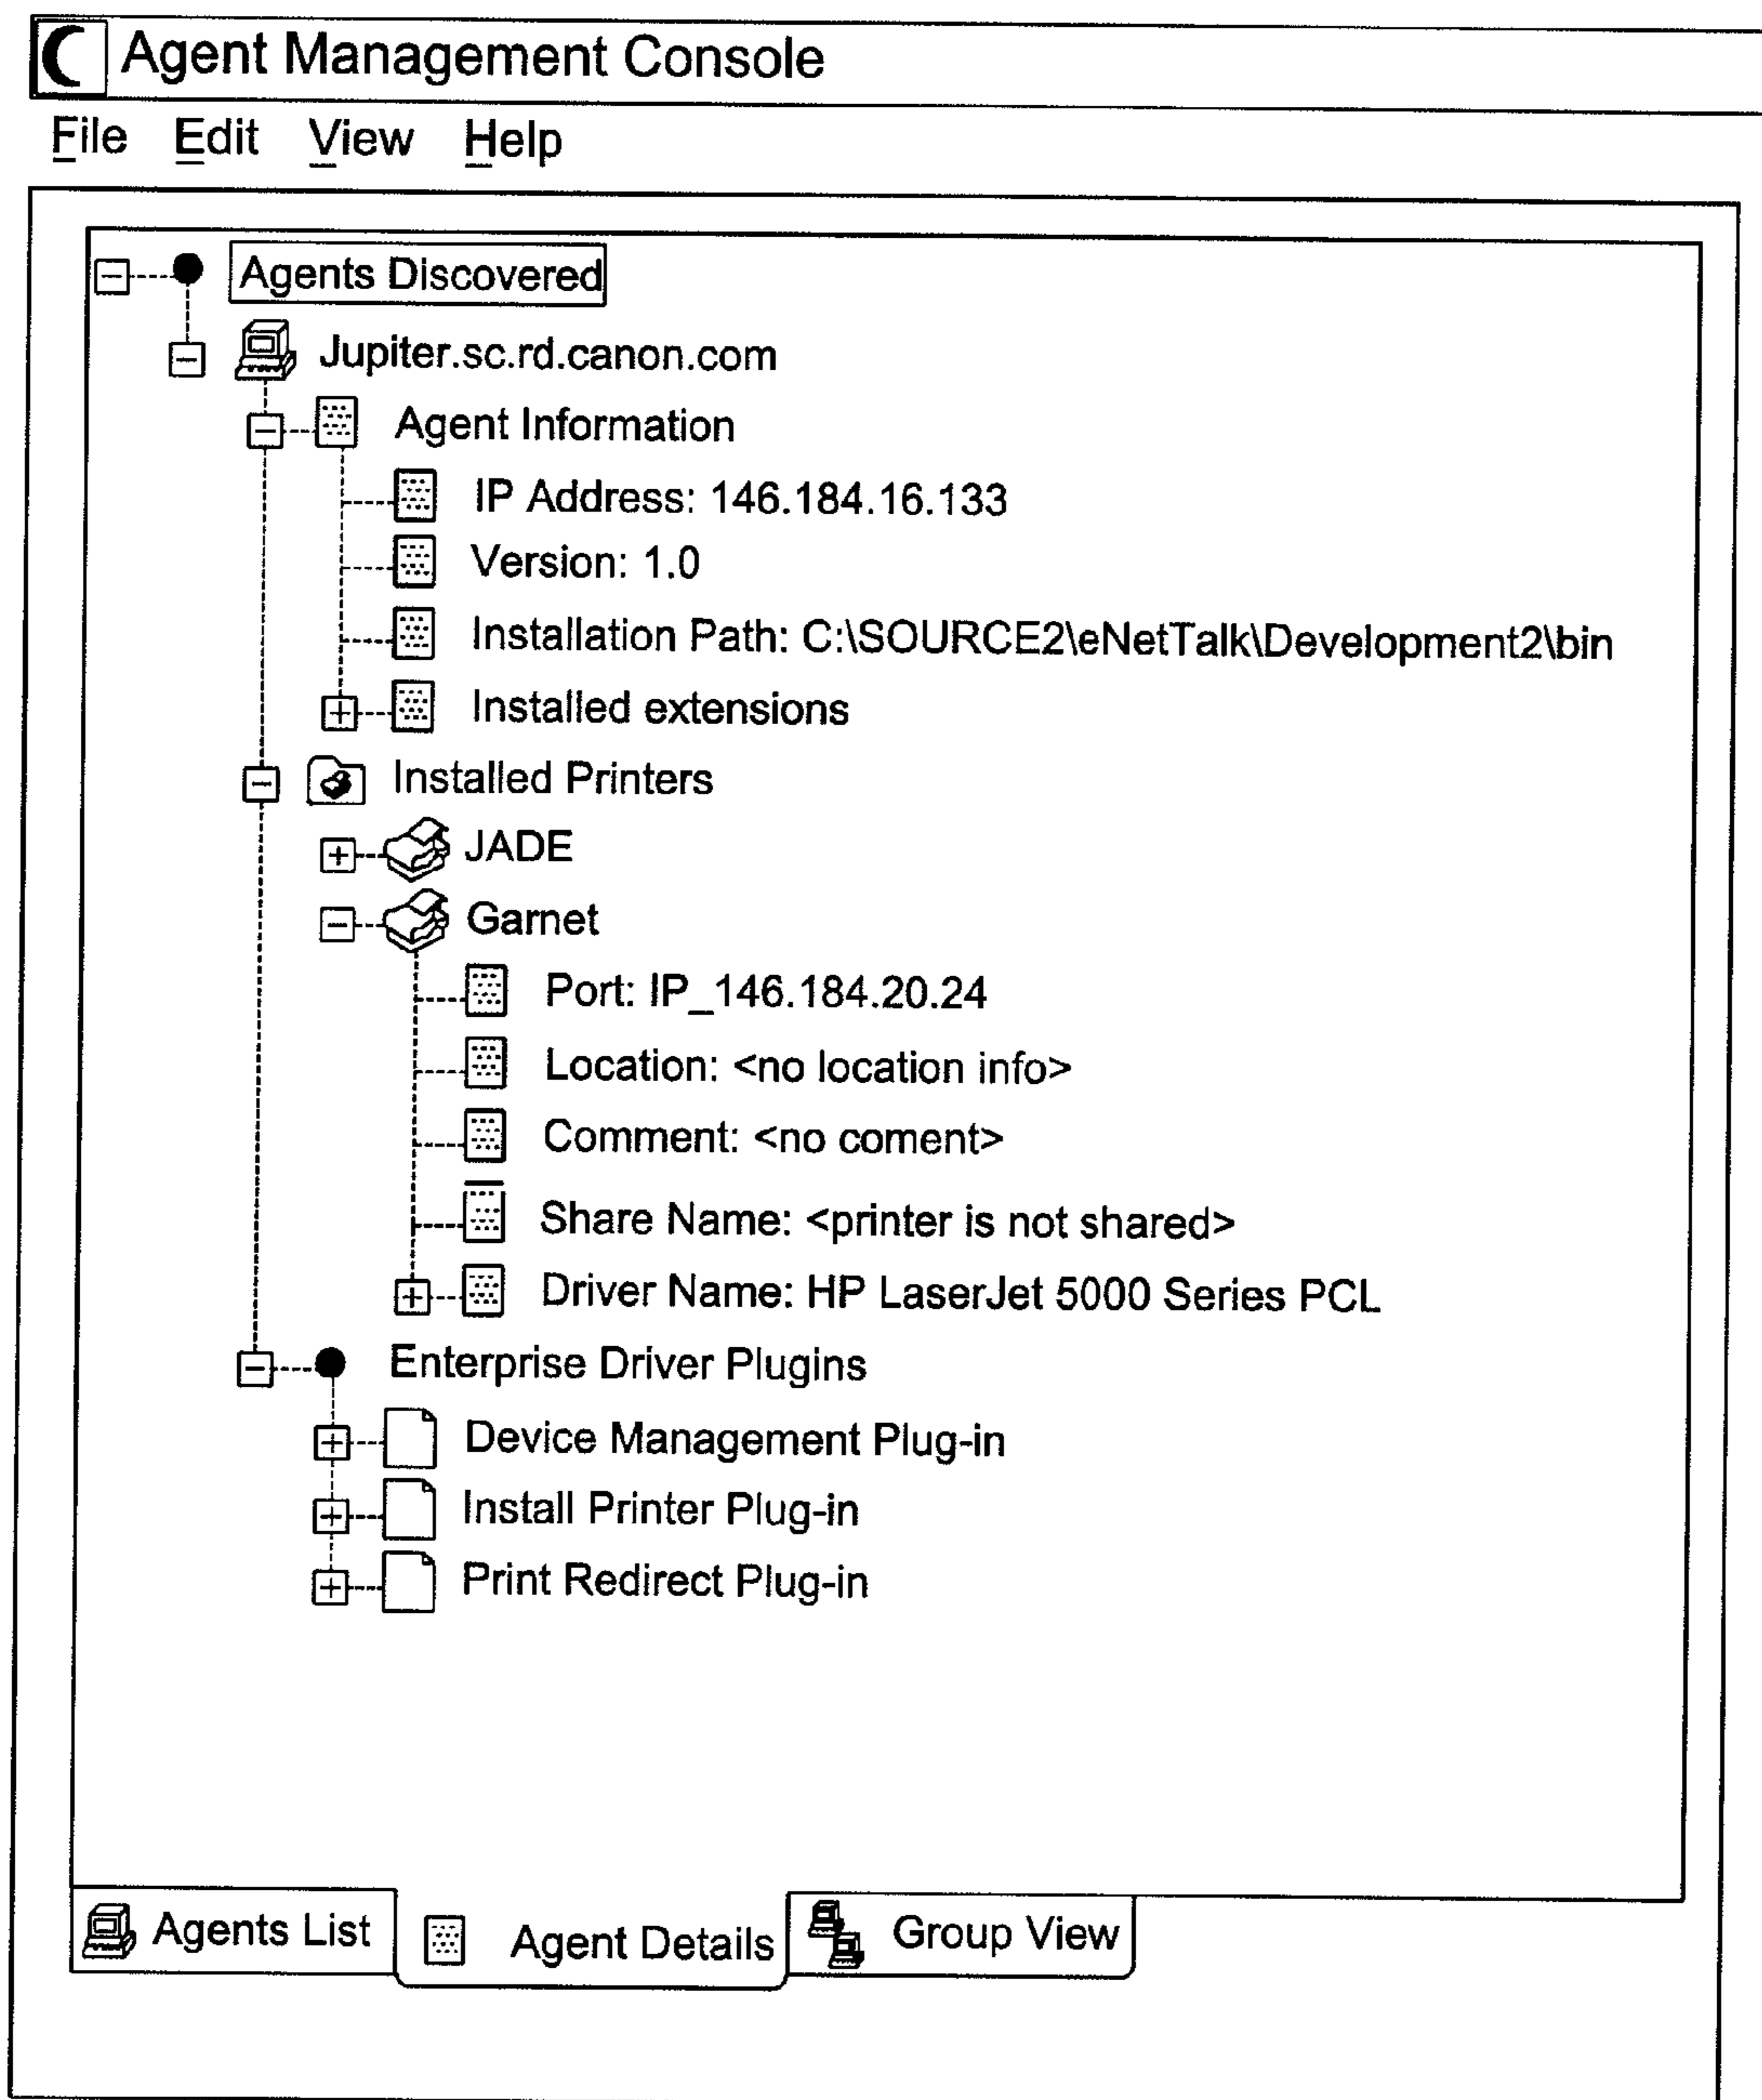 Agent Management Console
File Edit View Help
Agents Discovered
Jupiter.sc.rd.canon.com
Agent Information
IP Address: 146.184.16.133
Version: 1.0
Installation Path: C:\SOURCE2\eNetTalk\Development2\bin
Installed extensions
Installed Printers
JADE
Garnet
Port: IP_146.184.20.24
Location: <no location info>
Comment: <no coment>
Share Name: <printer is not shared>
Driver Name: HP LaserJet 5000 Series PCL
Enterprise Driver Plugins
Device Management Plug-in
Install Printer Plug-in
Print Redirect Plug-in
Agents List Agent Details Group View